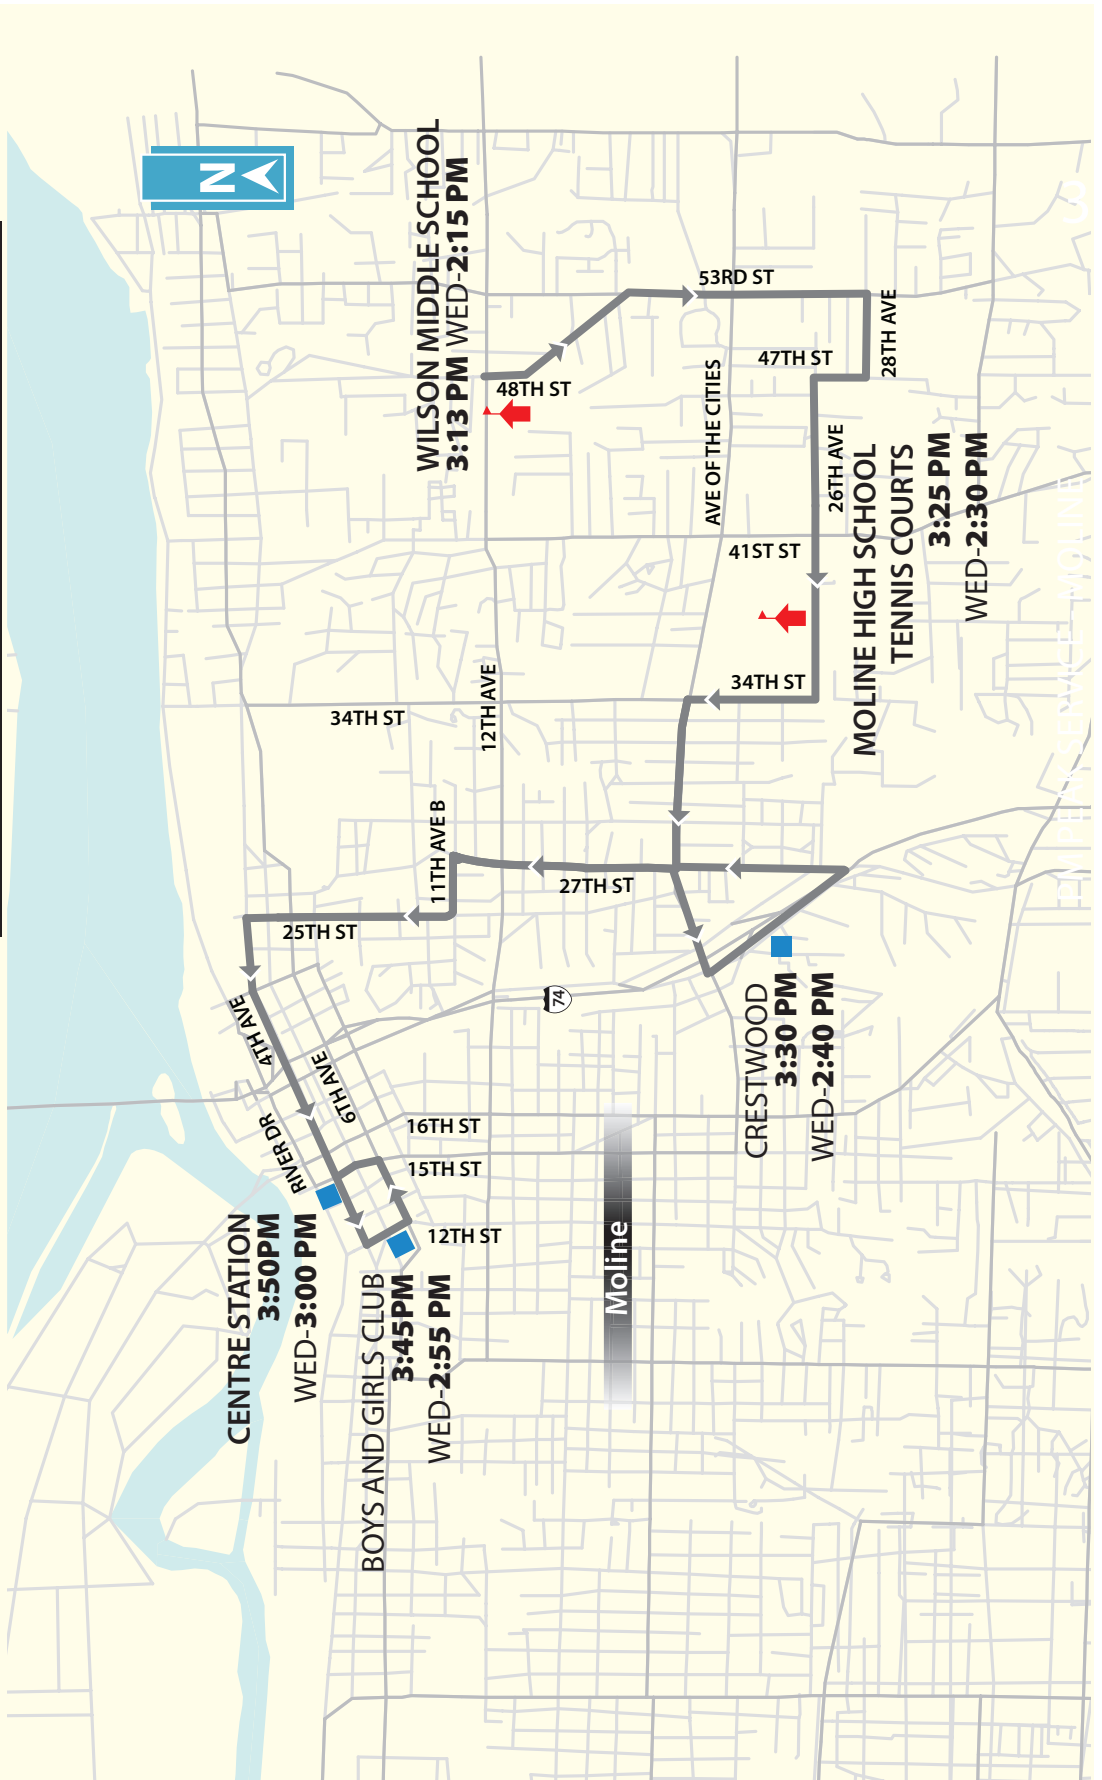 N
WILSON MIDDLE SCHOOL
3:13 PM WED-2:15 PM
48TH ST
53RD ST
28TH AVE
47TH ST
AVE OF THE CITIES
26TH AVE
41ST ST
MOLINE HIGH SCHOOL
TENNIS COURTS
3:25 PM
WED-2:30 PM
34TH ST
34TH ST
12TH AVE
11TH AVE B
27TH ST
25TH ST
74
CRESTWOOD
3:30 PM
WED-2:40 PM
4TH AVE
6TH AVE
RIVER DR
16TH ST
15TH ST
12TH ST
CENTRE STATION
3:50PM
WED-3:00 PM
BOYS AND GIRLS CLUB
3:45PM
WED-2:55 PM
Moline
3